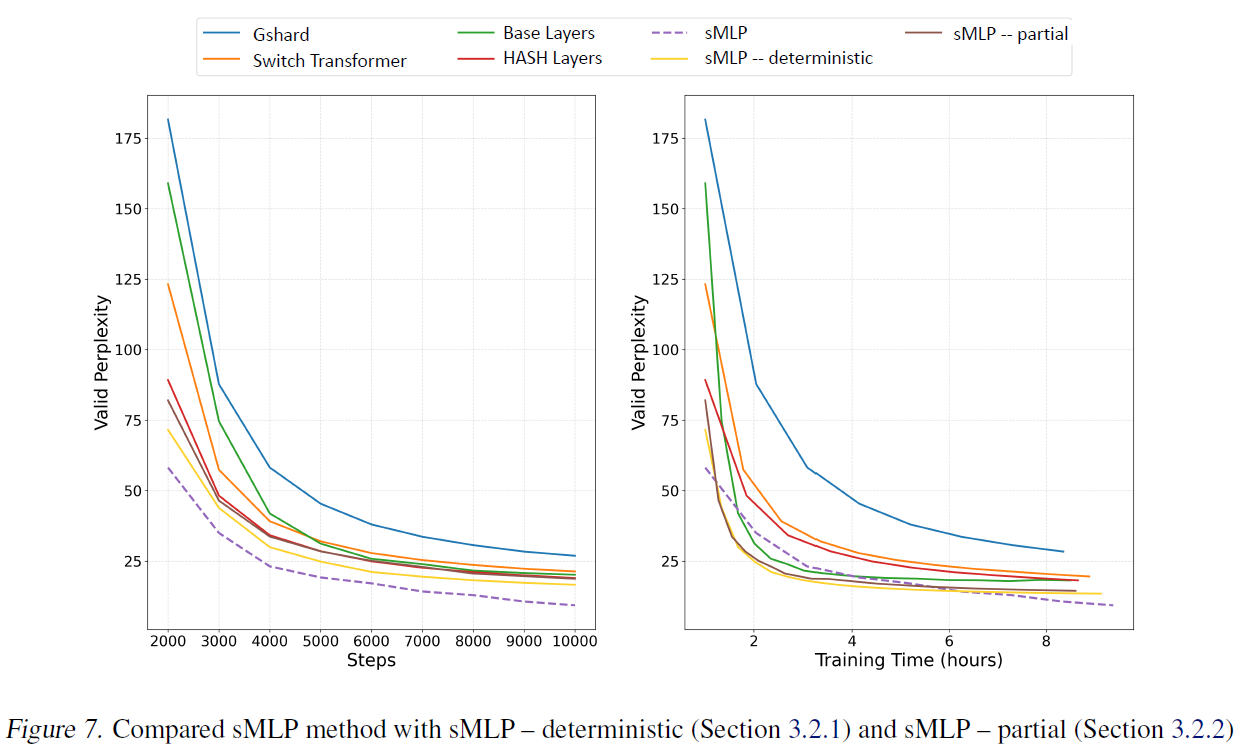 Gshard
Base Layers
sMLP
sMLP -- partial
Switch Transformer
HASH Layers
sMLP -- deterministic
175
150
125
100
75
50
25
Valid Perplexity
2000 3000 4000 5000 6000 7000 8000 9000 10000
Steps
175
150
125
100
75
50
25
Valid Perplexity
2 4 6 8
Training Time (hours)
Figure 7. Compared sMLP method with sMLP – deterministic (Section 3.2.1) and sMLP – partial (Section 3.2.2)